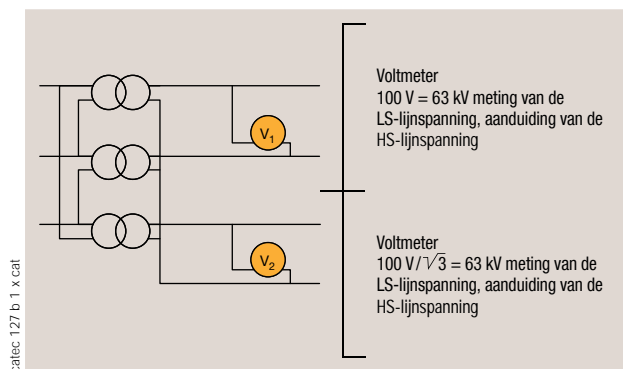 Voltmeter
100 V = 63 kV meting van de
LS-lijnspanning, aanduiding van de
HS-lijnspanning
V1
Voltmeter
100 V/√3 = 63 kV meting van de
LS-lijnspanning, aanduiding van de
HS-lijnspanning
V2
catec 127 b 1 x cat